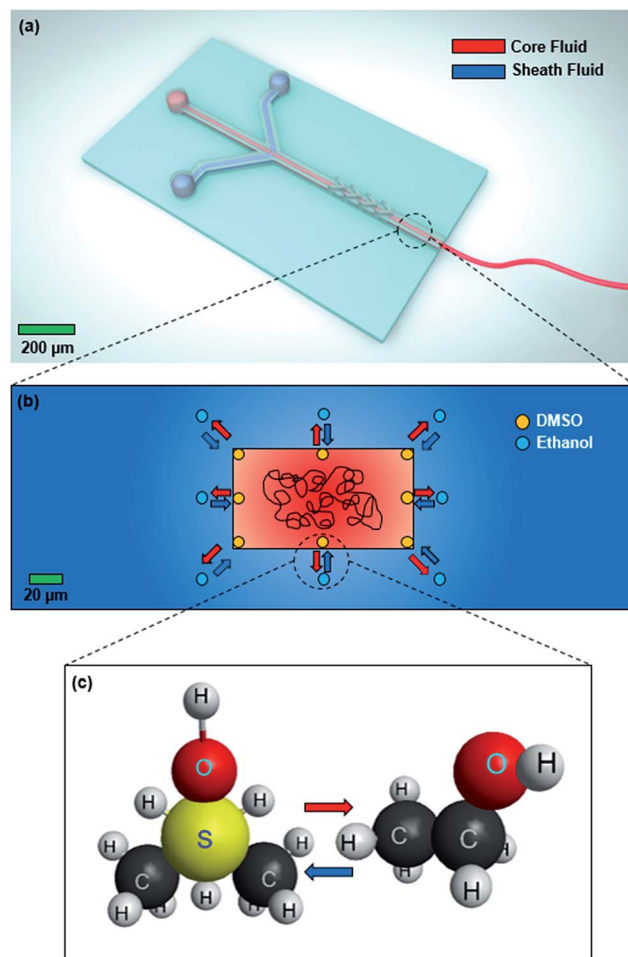 (a)
Core Fluid
Sheath Fluid
200 µm
(b)
DMSO
Ethanol
20 µm
(c)
H
O
H
H
S
H
H
C
C
H
H
H
H
H
O
H
H
H
C
C
H
H
H